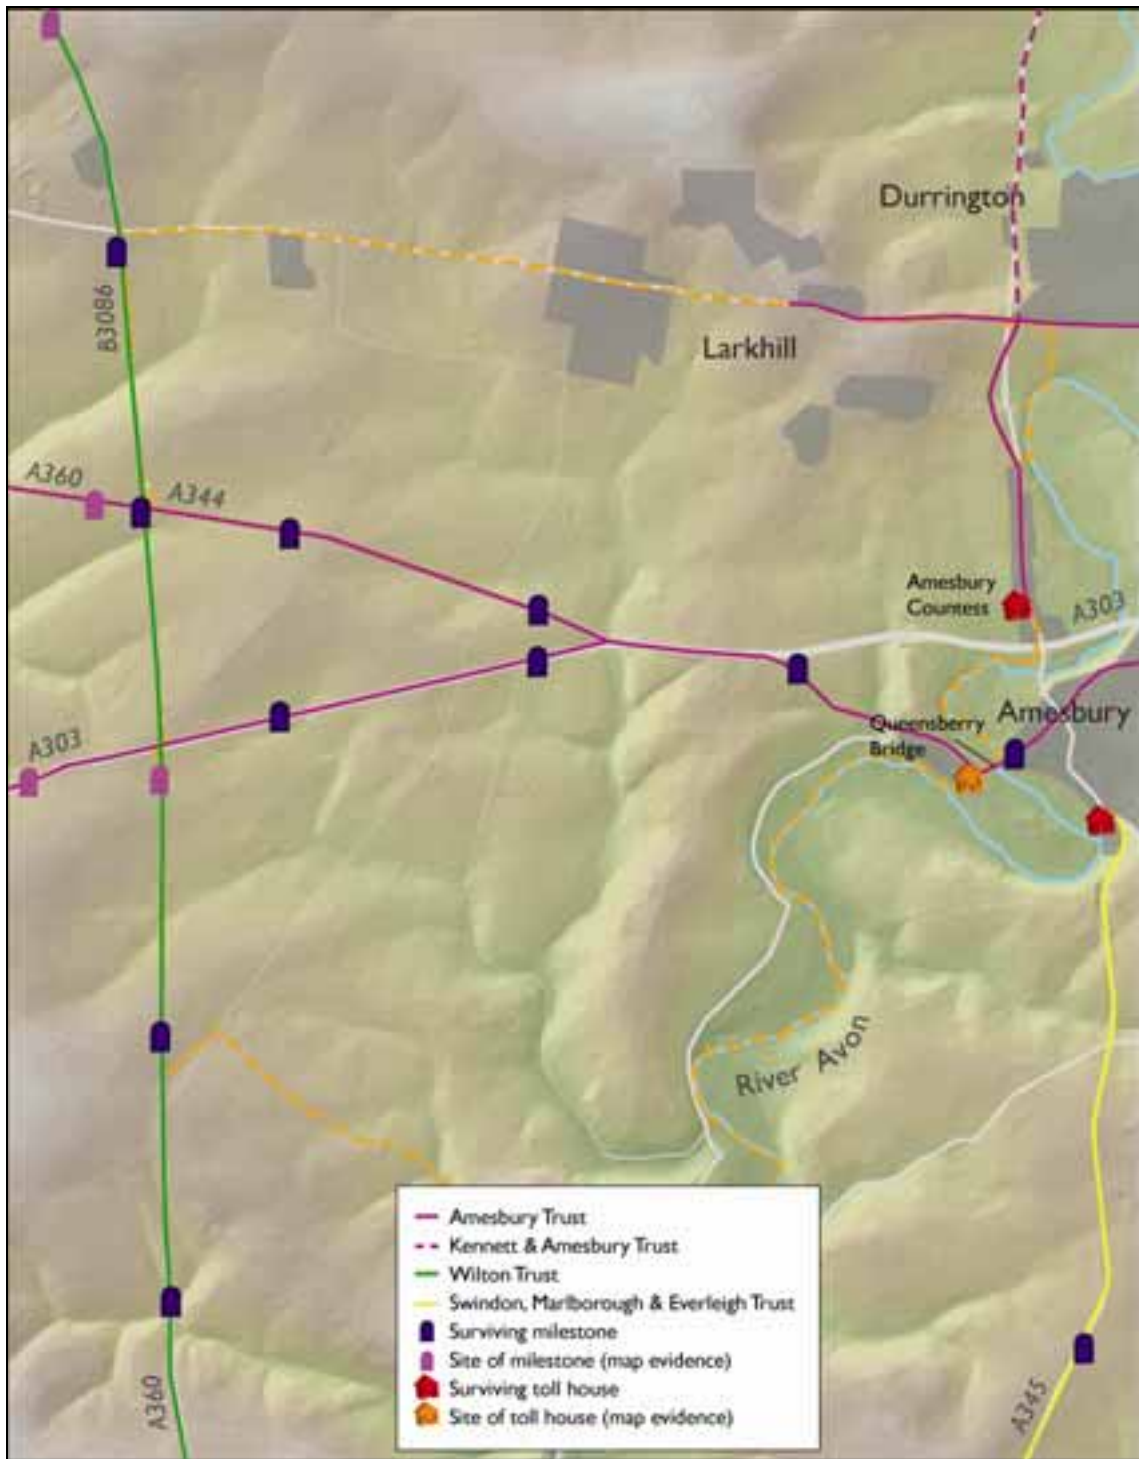 Durrington
B3086
Larkhill
A360
A344
Amesbury
Countess
A303
Queensberry
Bridge
Amesbury
A303
River Avon
A360
A345
Amesbury Trust
Kennett & Amesbury Trust
Wilton Trust
Swindon, Marlborough & Everleigh Trust
Surviving milestone
Site of milestone (map evidence)
Surviving toll house
Site of toll house (map evidence)